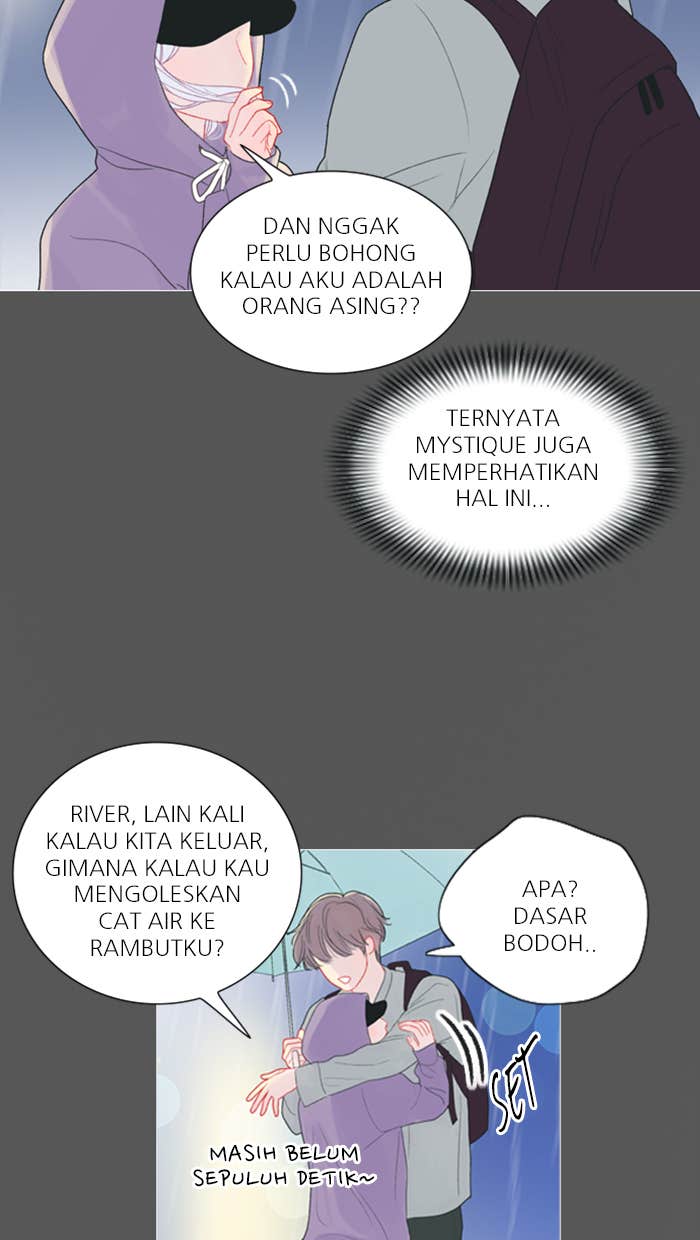 DAN NGGAK
PERLU BOHONG
KALAU AKU ADALAH
ORANG ASING??
TERNYATA
MYSTIQUE JUGA
MEMPERHATIKAN
HAL INI...
RIVER, LAIN KALI
KALAU KITA KELUAR,
GIMANA KALAU KAU
MENGOLESKAN
CAT AIR KE
RAMBUTKU?
APA?
DASAR
BODOH..
SET
MASIH BELUM
SEPULUH DETIK~